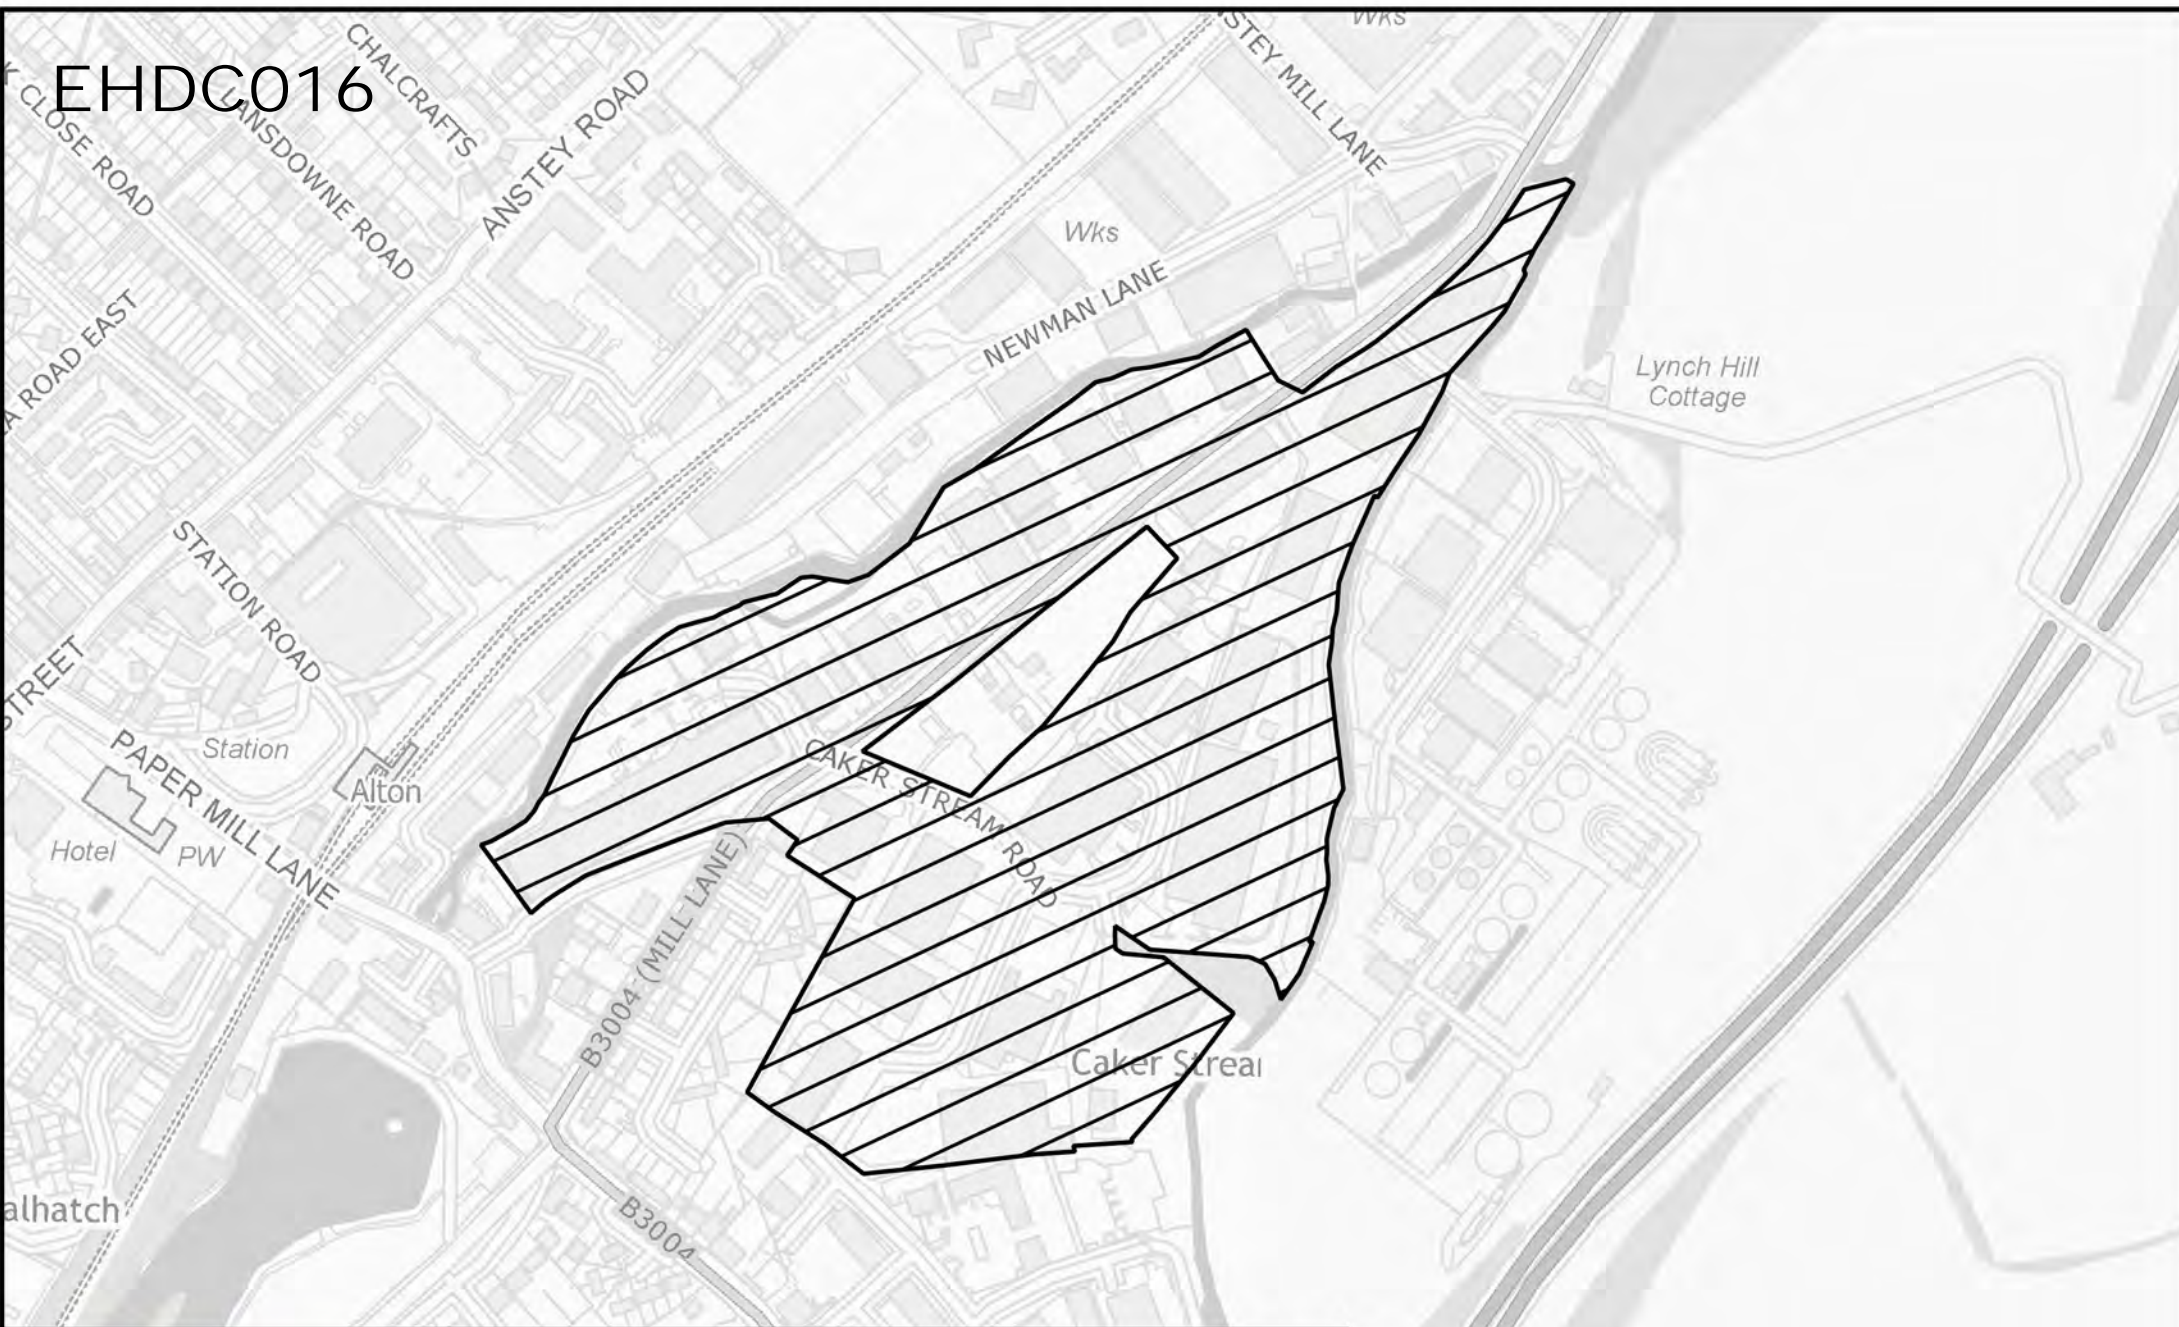 EHDC016
CHALCRAFTS
STEY MILL LANE
Wks
K CLOSE ROAD
LANSDOWNE ROAD
ANSTEY ROAD
Wks
NEWMAN LANE
A ROAD EAST
Lynch Hill
Cottage
STATION ROAD
STREET
PAPER MILL LANE
Station
Alton
Hotel
PW
CAKER STREAM ROAD
B3004 (MILL LANE)
Caker Strea
alhatch
B3004